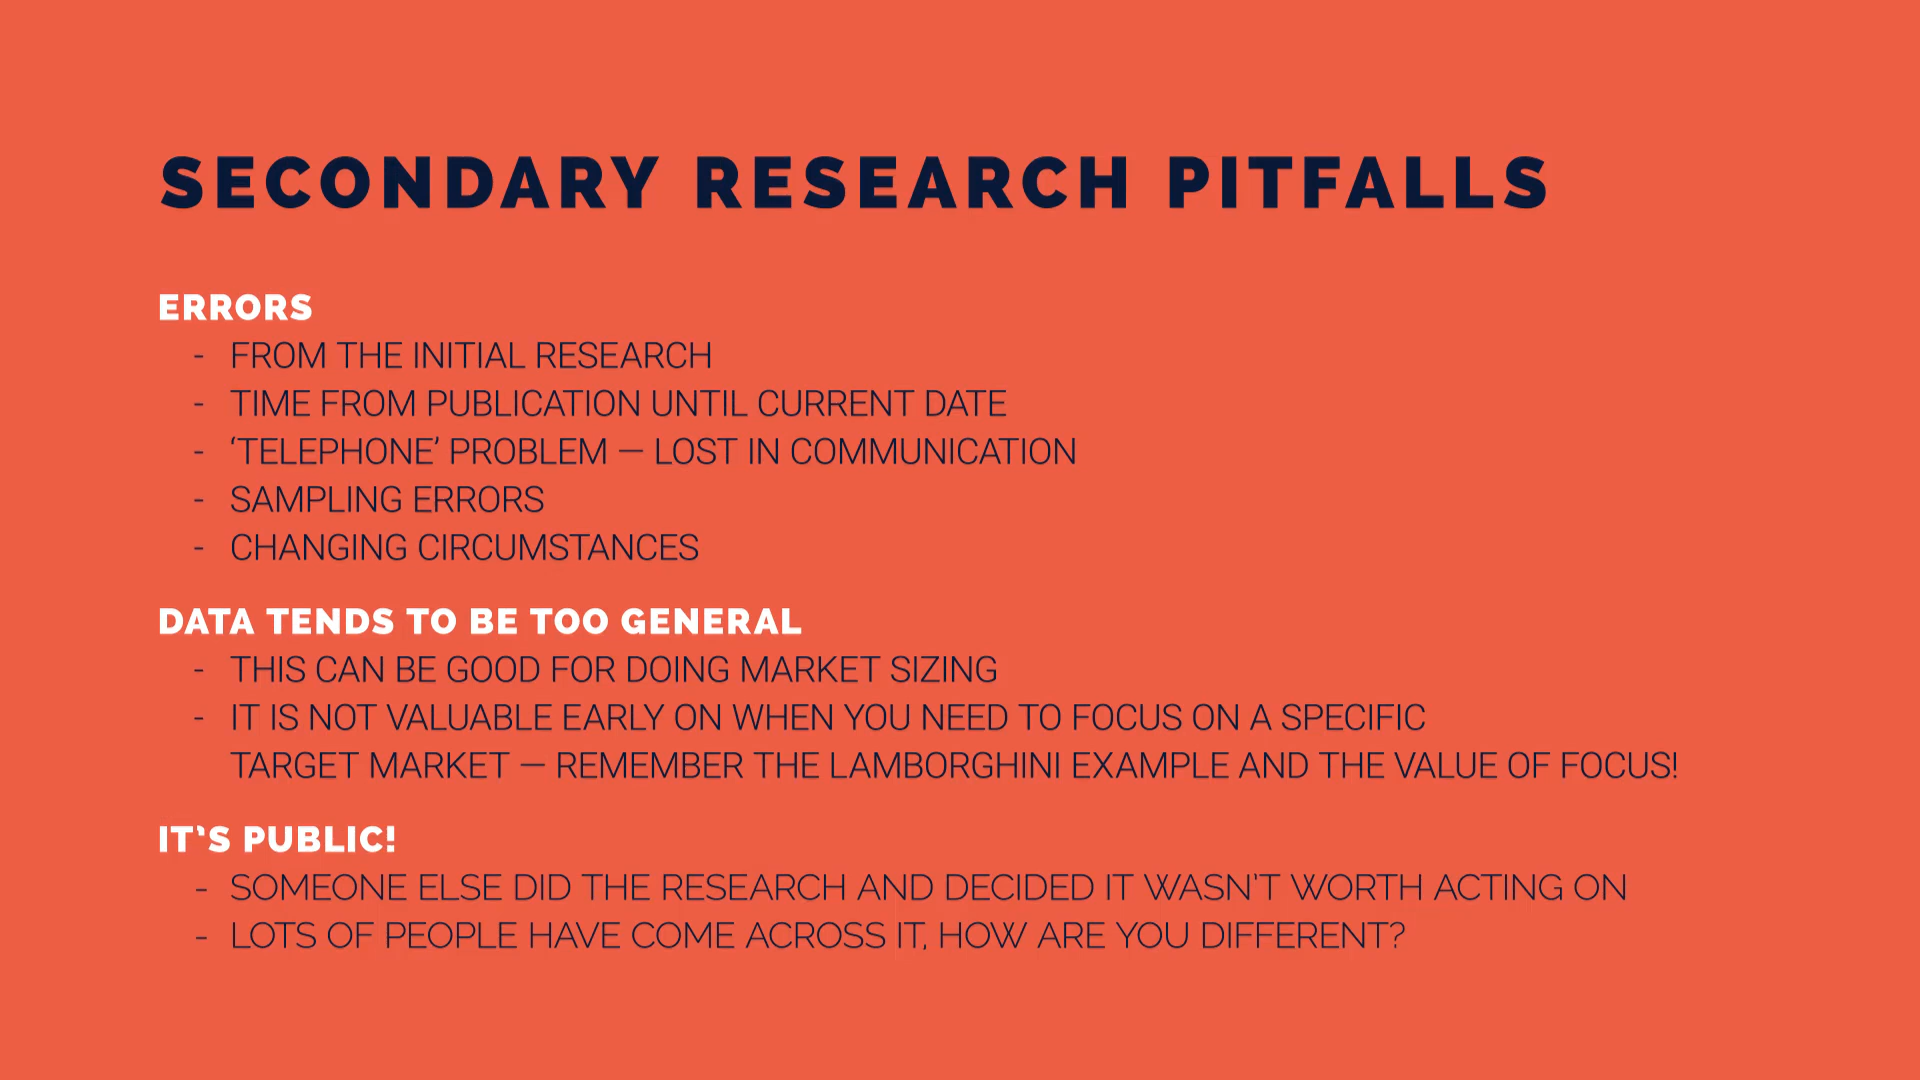 SECONDARY RESEARCH PITFALLS
ERRORS
- FROM THE INITIAL RESEARCH
- TIME FROM PUBLICATION UNTIL CURRENT DATE
- ‘TELEPHONE’ PROBLEM — LOST IN COMMUNICATION
- SAMPLING ERRORS
- CHANGING CIRCUMSTANCES
DATA TENDS TO BE TOO GENERAL
- THIS CAN BE GOOD FOR DOING MARKET SIZING
- IT IS NOT VALUABLE EARLY ON WHEN YOU NEED TO FOCUS ON A SPECIFIC
TARGET MARKET — REMEMBER THE LAMBORGHINI EXAMPLE AND THE VALUE OF FOCUS!
IT‘S PUBLIC!
- SOMEONE ELSE DID THE RESEARCH AND DECIDED IT WASN'T WORTH ACTING ON
- LOTS OF PEOPLE HAVE COME ACROSS IT, HOW ARE YOU DIFFERENT?